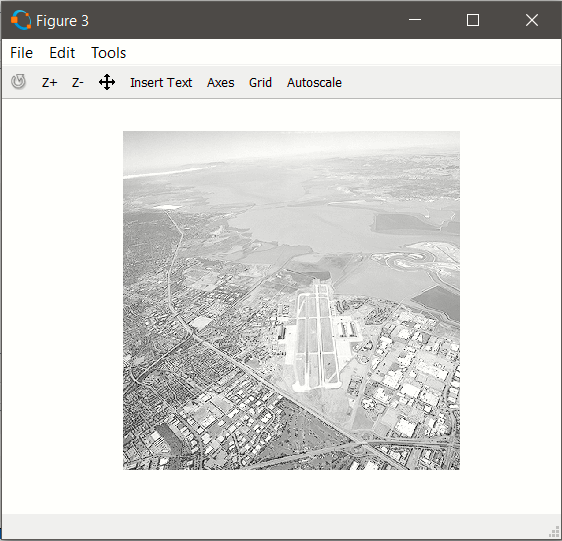 Figure 3
File Edit Tools
Z+ Z- Insert Text Axes Grid Autoscale